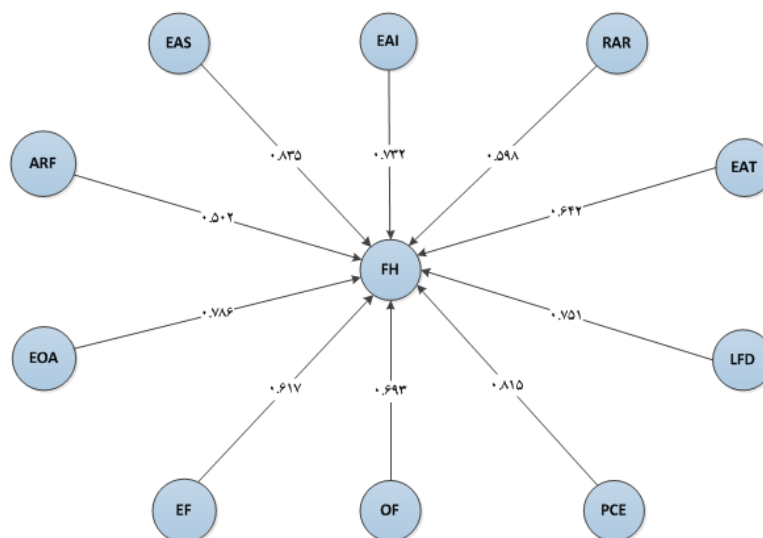 EAS
EAI
RAR
۰.۸۳۵
۰.۷۳۲
۰.۵۹۸
ARF
EAT
۰.۵۰۲
۰.۶۴۲
FH
۰.۷۸۶
۰.۷۵۱
EOA
LFD
۰.۶۱۷
۰.۶۹۳
۰.۸۱۵
EF
OF
PCE